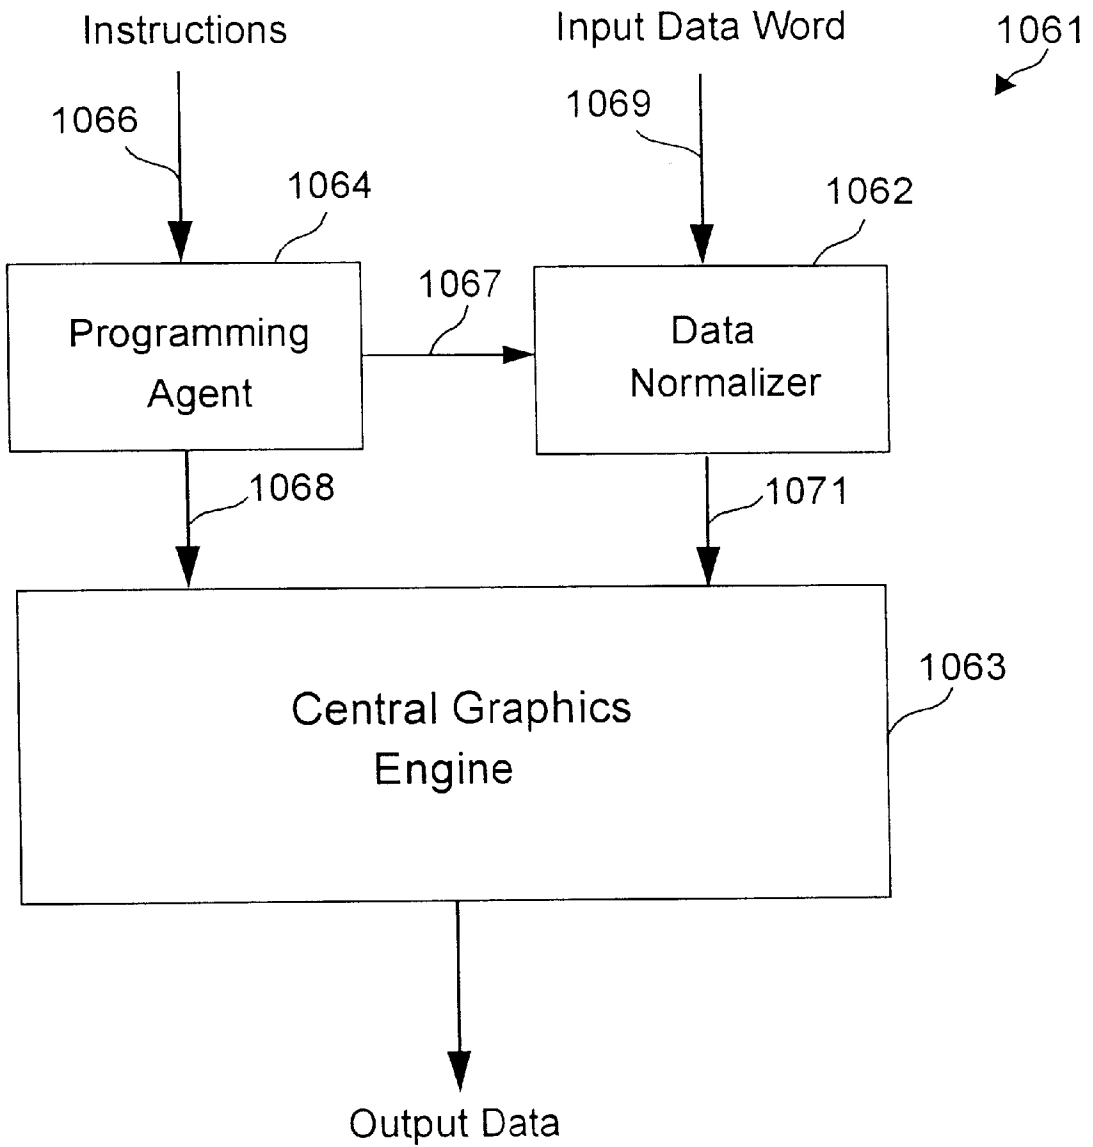 Instructions
Input Data Word
1061
1066
1069
1064
1062
1067
Programming
Agent
Data
Normalizer
1068
1071
Central Graphics
Engine
1063
Output Data